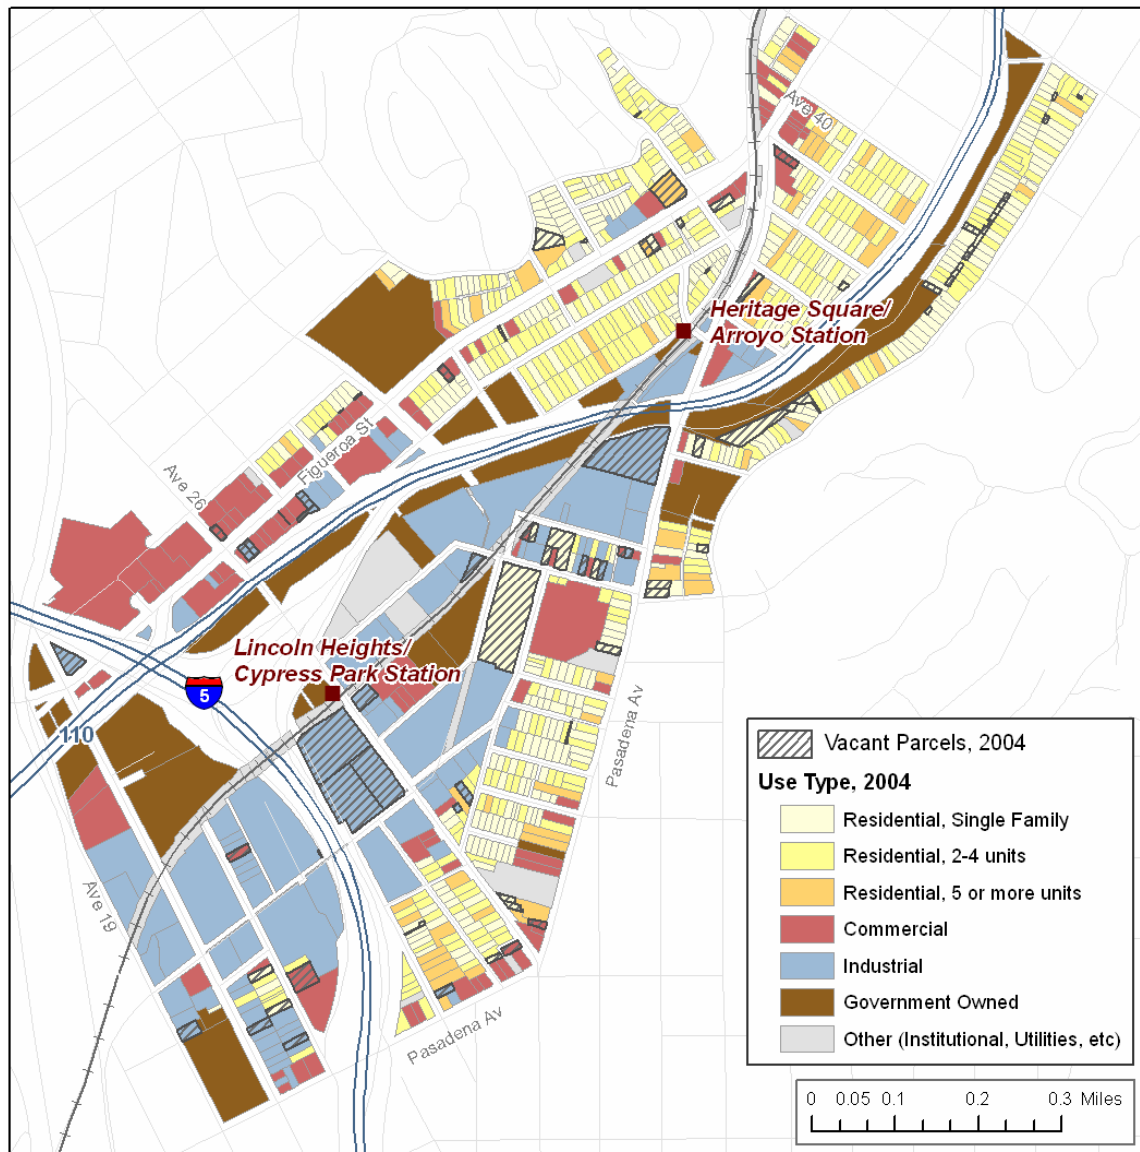 Ave 40
Heritage Square/
Arroyo Station
Figueroa St
Ave 26
Lincoln Heights/
Cypress Park Station
5
110
Pasadena Av
Ave 19
Pasadena Av
Vacant Parcels, 2004
Use Type, 2004
Residential, Single Family
Residential, 2-4 units
Residential, 5 or more units
Commercial
Industrial
Government Owned
Other (Institutional, Utilities, etc)
0 0.05 0.1 0.2 0.3 Miles